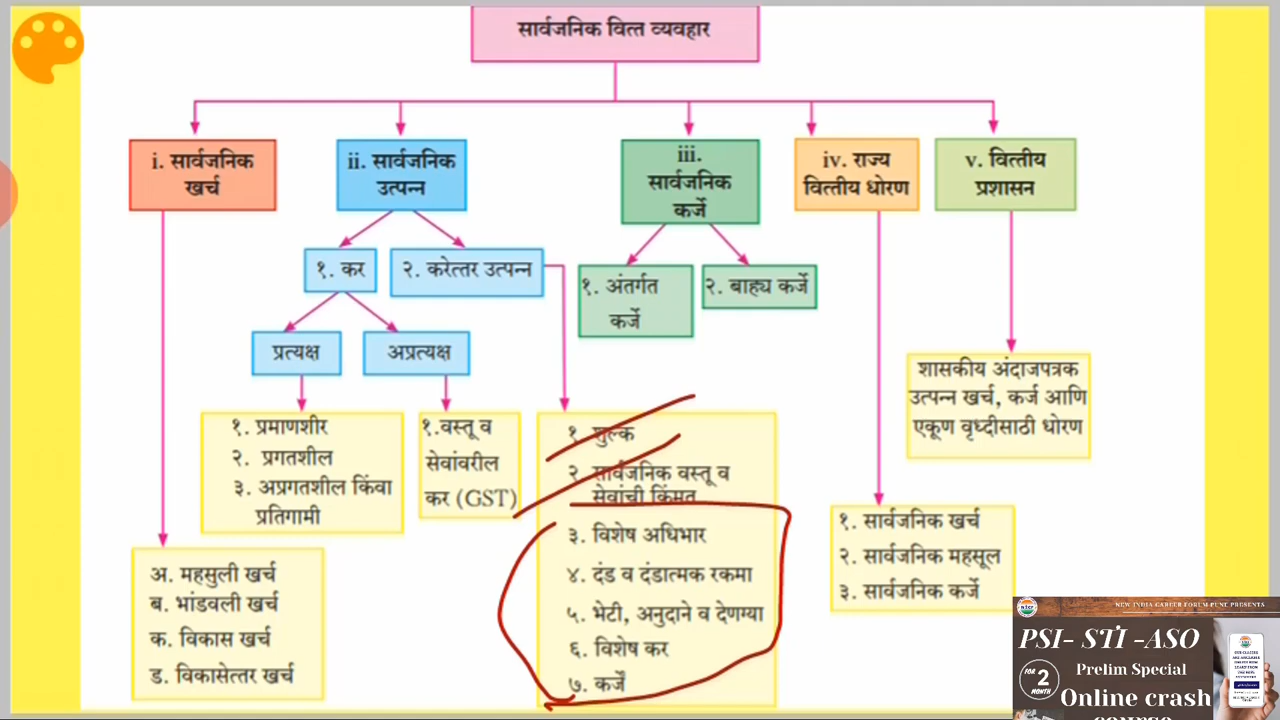 सार्वजनिक वित्त व्यवहार
i. सार्वजनिक
खर्च
ii. सार्वजनिक
उत्पन्न
iii.
सार्वजनिक
कर्जे
iv. राज्य
वित्तीय धोरण
v. वित्तीय
प्रशासन
१. कर
२. करेत्तर उत्पन्न
१. अंतर्गत
कर्जे
२. बाह्य कर्जे
प्रत्यक्ष
अप्रत्यक्ष
१. प्रमाणशीर
२. प्रगतशील
३. अप्रगतशील किंवा
प्रतिगामी
१.वस्तू व
सेवांवरील
कर (GST)
१. शुल्क
२ सार्वजनिक वस्तू व
सेवांची किंमत
३. विशेष अधिभार
४. दंड व दंडात्मक रकमा
५. भेटी, अनुदाने व देणग्या
६. विशेष कर
७. कर्जे
शासकीय अंदाजपत्रक
उत्पन्न खर्च, कर्ज आणि
एकूण वृध्दीसाठी धोरण
१. सार्वजनिक खर्च
२. सार्वजनिक महसूल
३. सार्वजनिक कर्जे
अ. महसुली खर्च
ब. भांडवली खर्च
क. विकास खर्च
ड. विकासेत्तर खर्च
NEW INDIA CAREER FORUM PUNE PRESENTS
PSI- STI -ASO
FOR
2
MONTH
Prelim Special
Online crash
course